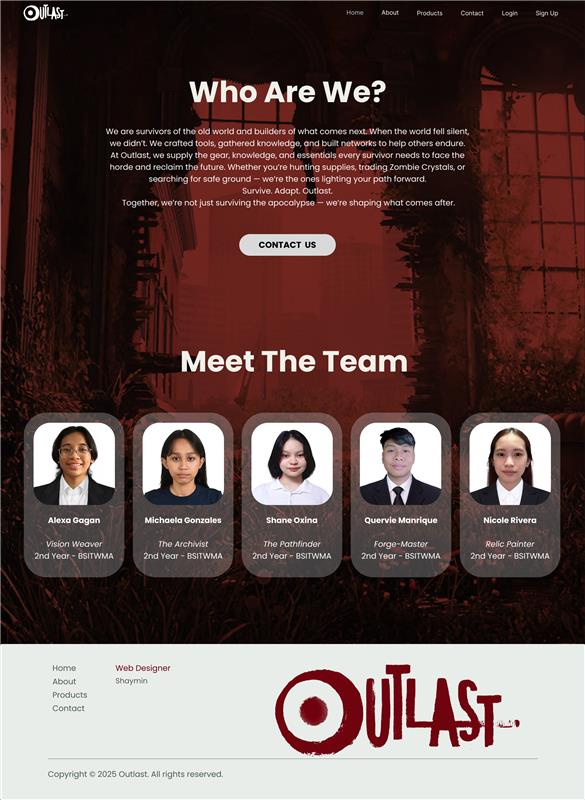 OUTLAST
Home About Products Contact Login Sign Up
Who Are We?
We are survivors of the old world and builders of what comes next. When the world fell silent,
we didn't. We crafted tools, gathered knowledge, and built networks to help others endure.
At Outlast, we supply the gear, knowledge, and essentials every survivor needs to face the
horde and reclaim the future. Whether you're hunting supplies, trading Zombie Crystals, or
searching for safe ground — we're the ones lighting your path forward.
Survive. Adapt. Outlast.
Together, we're not just surviving the apocalypse — we're shaping what comes after.
CONTACT US
Meet The Team
Alexa Gagan
Vision Weaver
2nd Year - BSITWMA
Michaela Gonzales
The Archivist
2nd Year - BSITWMA
Shane Oxina
The Pathfinder
2nd Year - BSITWMA
Quervie Manrique
Forge-Master
2nd Year - BSITWMA
Nicole Rivera
Relic Painter
2nd Year - BSITWMA
Home
About
Products
Contact
Web Designer
Shaymin
OUTLAST
Copyright © 2025 Outlast. All rights reserved.